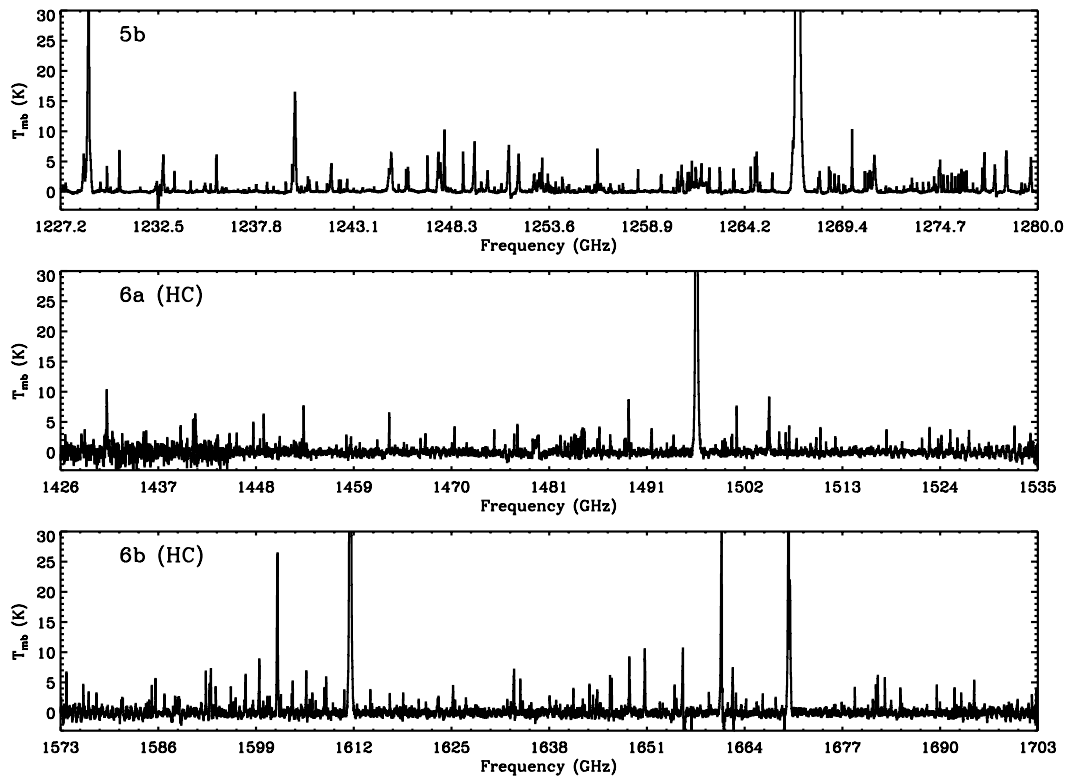 5b
30
25
20
15
10
5
0
T_mb (K)
1227.2 1232.5 1237.8 1243.1 1248.3 1253.6 1258.9 1264.2 1269.4 1274.7 1280.0
Frequency (GHz)
6a (HC)
30
25
20
15
10
5
0
T_mb (K)
1426 1437 1448 1459 1470 1481 1491 1502 1513 1524 1535
Frequency (GHz)
6b (HC)
30
25
20
15
10
5
0
T_mb (K)
1573 1586 1599 1612 1625 1638 1651 1664 1677 1690 1703
Frequency (GHz)